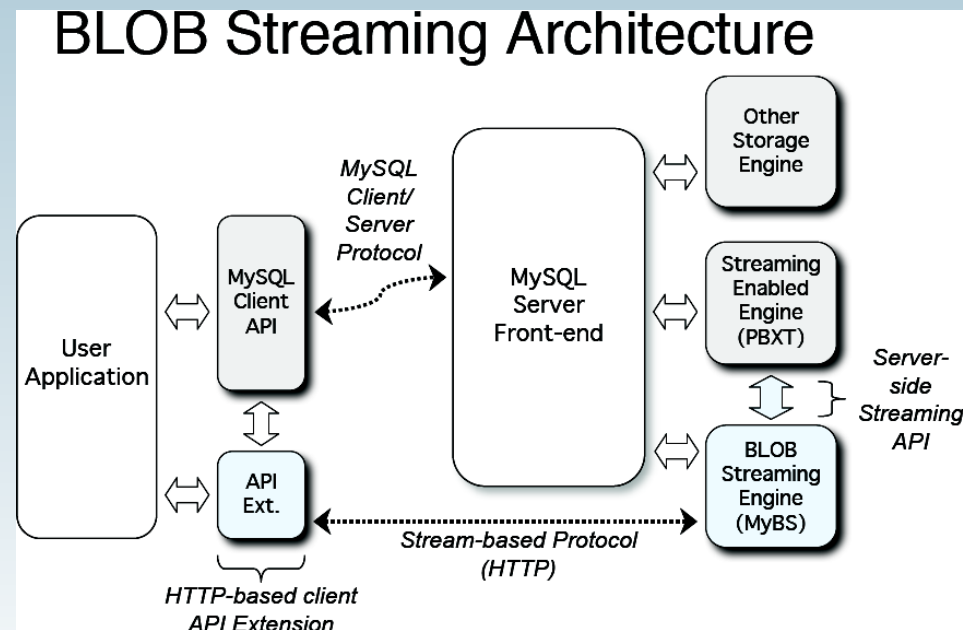 BLOB Streaming Architecture
Other
Storage
Engine
MySQL
Client/
Server
Protocol
MySQL
Client
API
MySQL
Server
Front-end
Streaming
Enabled
Engine
(PBXT)
User
Application
Server-
side
Streaming
API
API
Ext.
BLOB
Streaming
Engine
(MyBS)
Stream-based Protocol
(HTTP)
HTTP-based client
API Extension